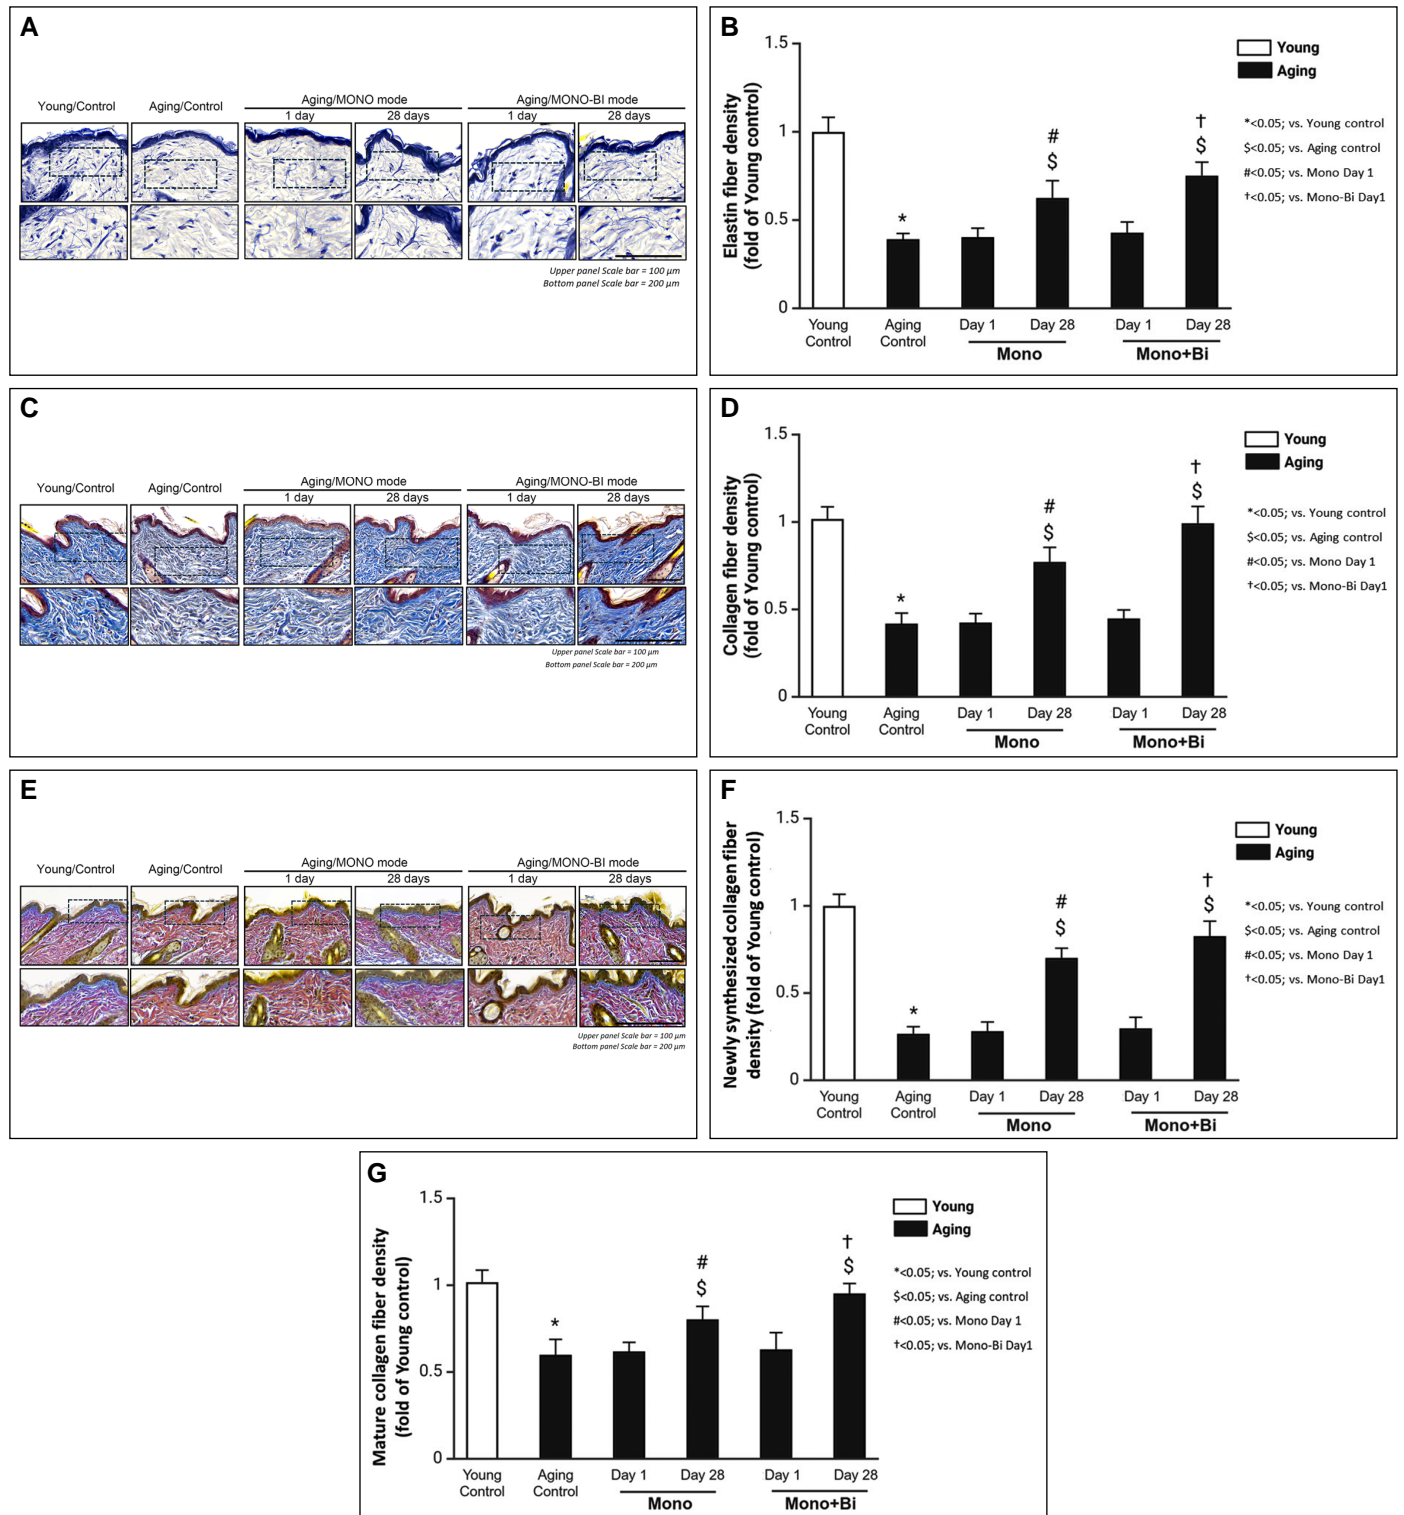 A
Young/Control
Aging/Control
Aging/MONO mode
1 day
28 days
Aging/MONO-BI mode
1 day
28 days
Upper panel Scale bar = 100 µm
Bottom panel Scale bar = 200 µm
B
Elastin fiber density
(fold of Young control)
1.5
1
0.5
0
*
#
$
†
$
Young
Control
Aging
Control
Day 1
Day 28
Day 1
Day 28
Mono
Mono+Bi
Young
Aging
*<0.05; vs. Young control
$<0.05; vs. Aging control
#<0.05; vs. Mono Day 1
†<0.05; vs. Mono-Bi Day1
C
Young/Control
Aging/Control
Aging/MONO mode
1 day
28 days
Aging/MONO-BI mode
1 day
28 days
Upper panel Scale bar = 100 µm
Bottom panel Scale bar = 200 µm
D
Collagen fiber density
(fold of Young control)
1.5
1
0.5
0
*
#
$
†
$
Young
Control
Aging
Control
Day 1
Day 28
Day 1
Day 28
Mono
Mono+Bi
Young
Aging
*<0.05; vs. Young control
$<0.05; vs. Aging control
#<0.05; vs. Mono Day 1
†<0.05; vs. Mono-Bi Day1
E
Young/Control
Aging/Control
Aging/MONO mode
1 day
28 days
Aging/MONO-BI mode
1 day
28 days
Upper panel Scale bar = 100 µm
Bottom panel Scale bar = 200 µm
F
Newly synthesized collagen fiber
density (fold of Young control)
1.5
1
0.5
0
*
#
$
†
$
Young
Control
Aging
Control
Day 1
Day 28
Day 1
Day 28
Mono
Mono+Bi
Young
Aging
*<0.05; vs. Young control
$<0.05; vs. Aging control
#<0.05; vs. Mono Day 1
†<0.05; vs. Mono-Bi Day1
G
Mature collagen fiber density
(fold of Young control)
1.5
1
0.5
0
*
#
$
†
$
Young
Control
Aging
Control
Day 1
Day 28
Day 1
Day 28
Mono
Mono+Bi
Young
Aging
*<0.05; vs. Young control
$<0.05; vs. Aging control
#<0.05; vs. Mono Day 1
†<0.05; vs. Mono-Bi Day1